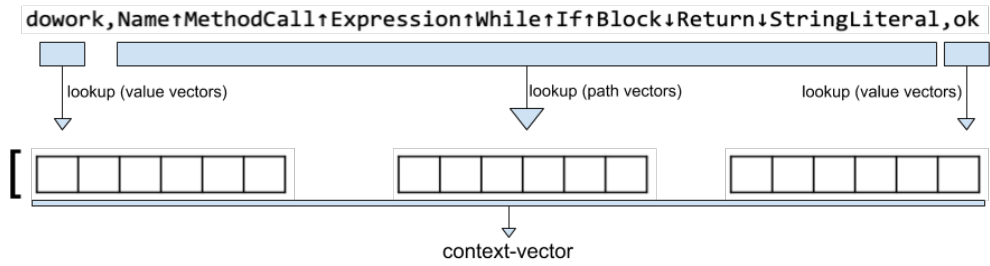 dowork,Name↑MethodCall↑Expression↑While↑If↑Block↓Return↓StringLiteral,ok
lookup (value vectors)
lookup (path vectors)
lookup (value vectors)
[
context-vector